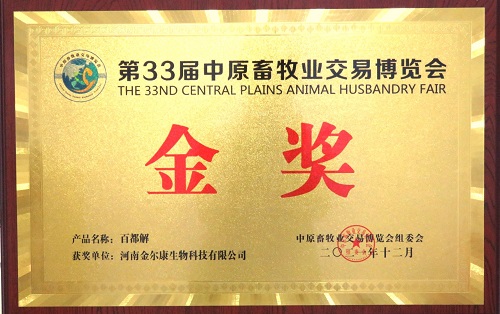 第33届中原畜牧业交易博览会
THE 33ND CENTRAL PLAINS ANIMAL HUSBANDRY FAIR
金奖
产品名称：百都解
获奖单位：河南金尔康生物科技有限公司
中原畜牧业交易博览会组委会
年十二月